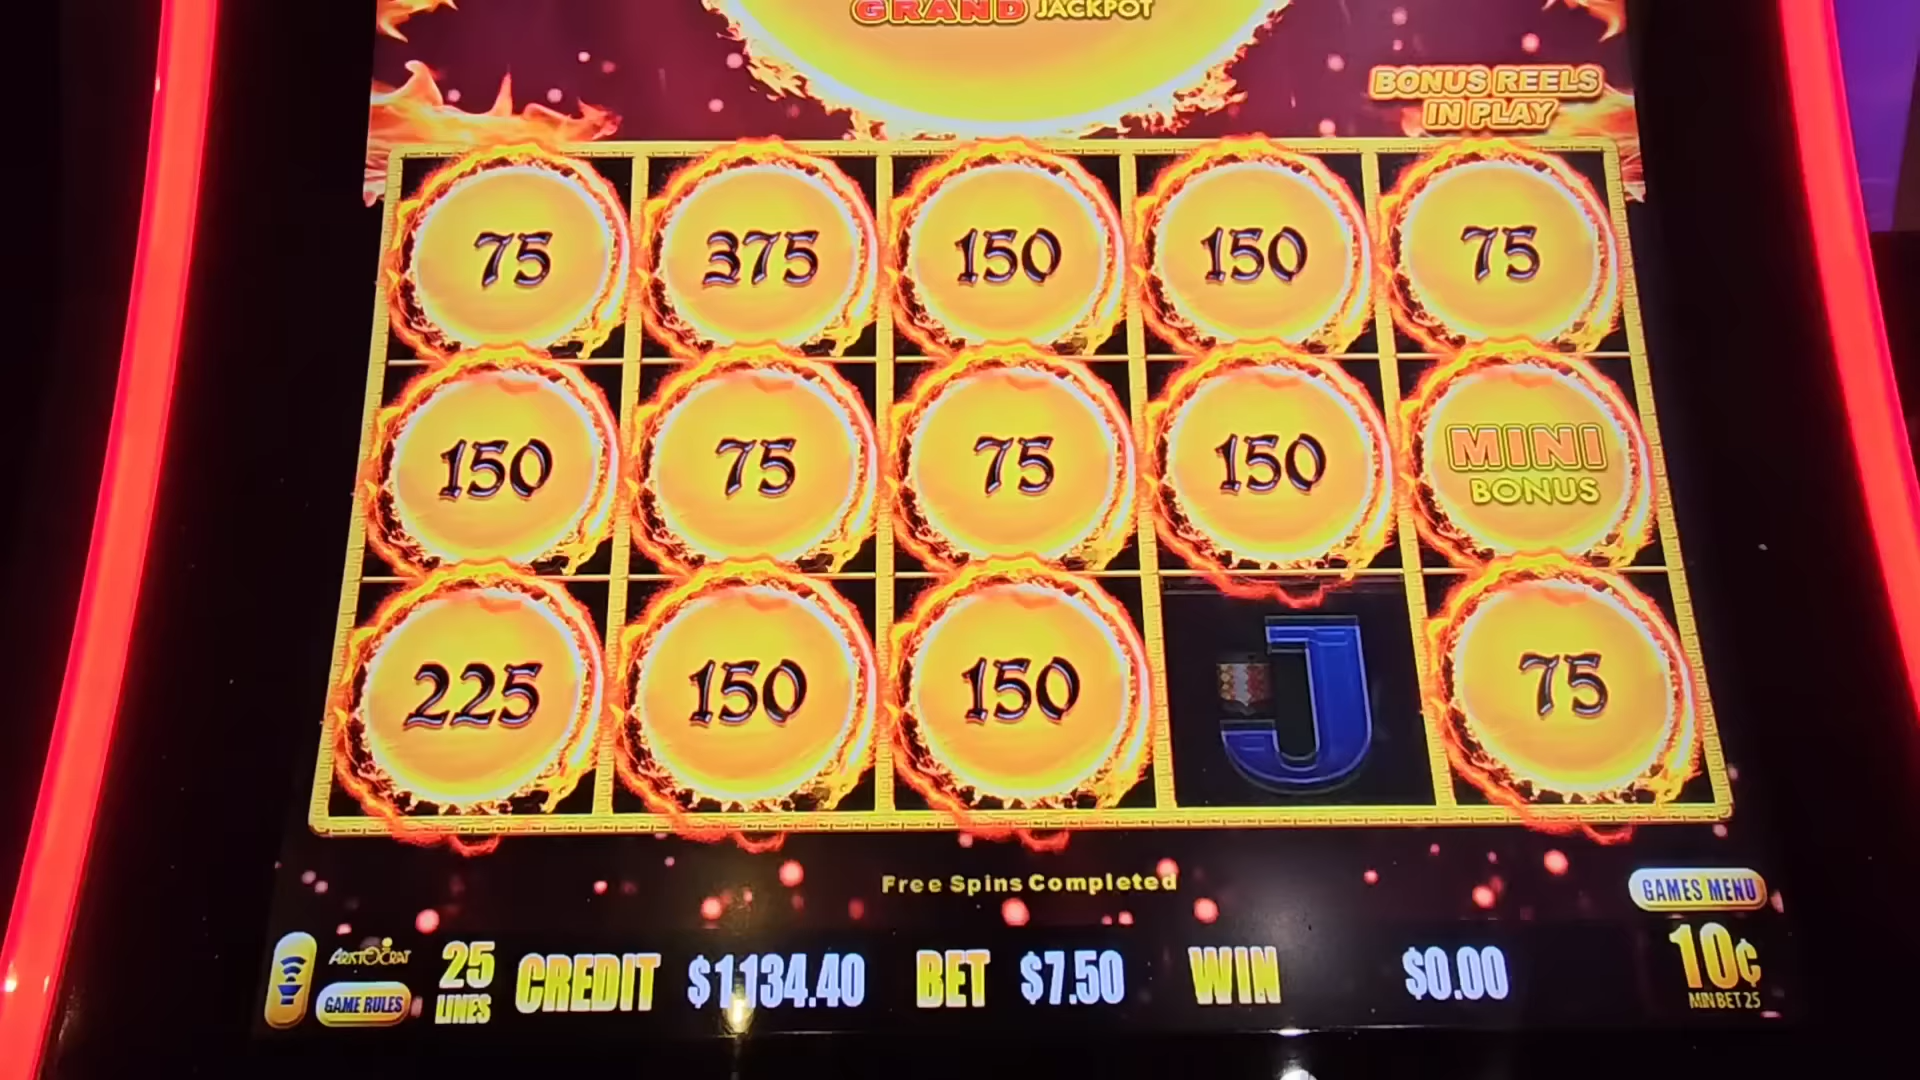 GRAND JACKPOT
BONUS REELS
IN PLAY
75 375 150 150 75
150 75 75 150 MINI
BONUS
225 150 150 J 75
Free Spins Completed
GAMES MENU
ARISTOCRAT
GAME RULES
25
LINES
CREDIT $1134.40 BET $7.50 WIN $0.00
10¢
MIN BET 25